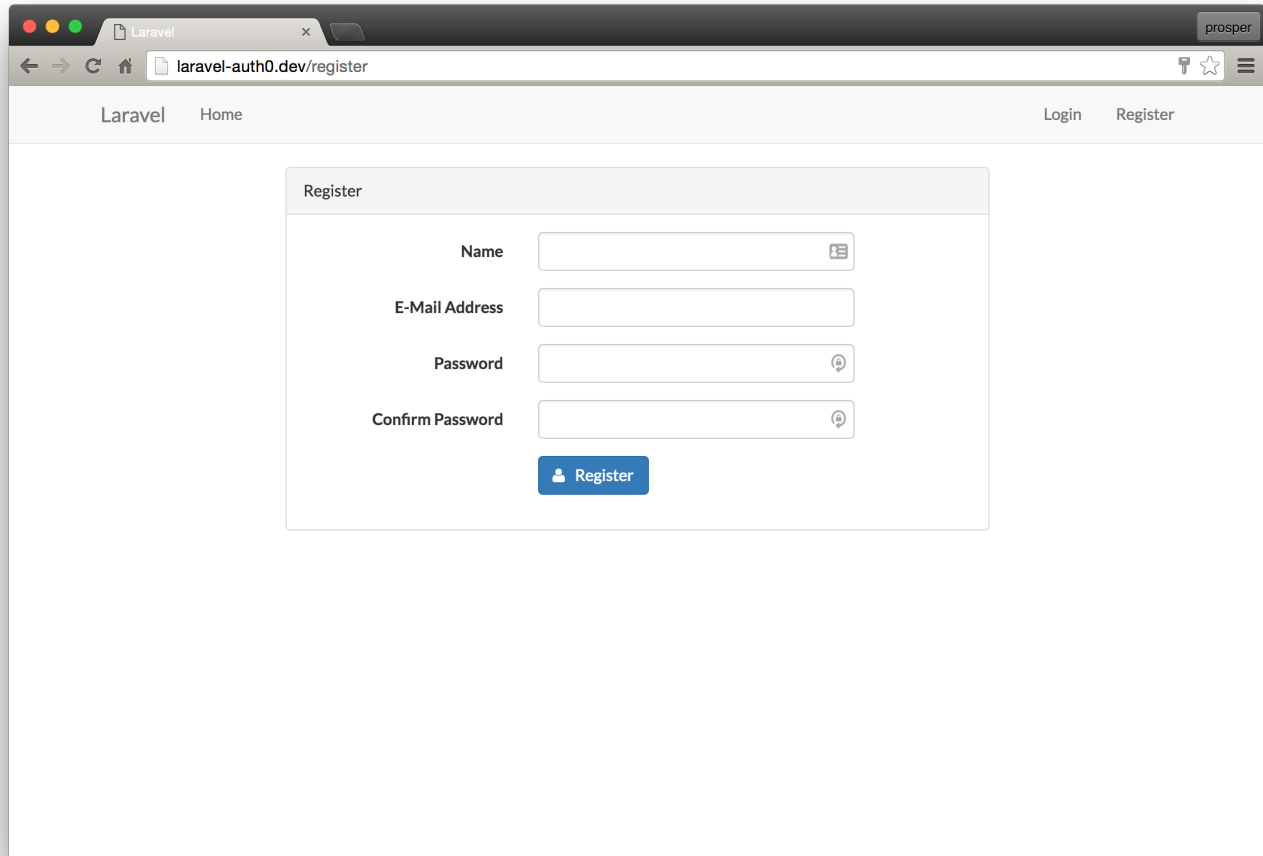 Laravel
prosper
laravel-auth0.dev/register
Laravel Home Login Register
Register
Name
E-Mail Address
Password
Confirm Password
Register